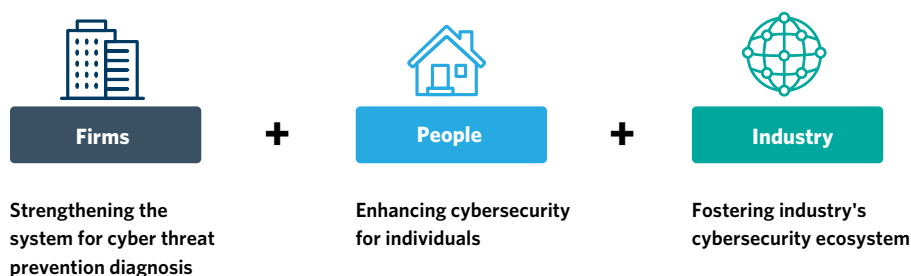 Firms
+
People
+
Industry
Strengthening the
system for cyber threat
prevention diagnosis
Enhancing cybersecurity
for individuals
Fostering industry's
cybersecurity ecosystem